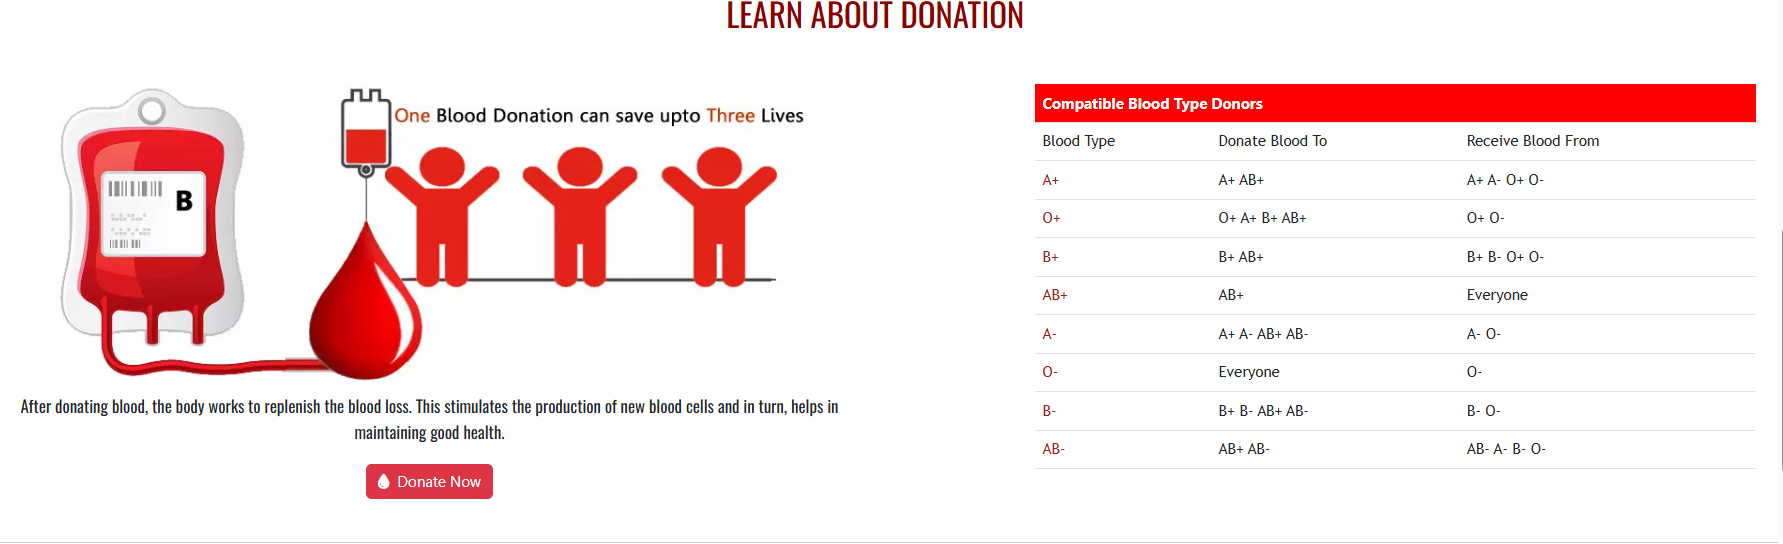 LEARN ABOUT DONATION
B
One Blood Donation can save upto Three Lives
After donating blood, the body works to replenish the blood loss. This stimulates the production of new blood cells and in turn, helps in
maintaining good health.
Donate Now
Compatible Blood Type Donors
Blood Type Donate Blood To Receive Blood From
A+ A+ AB+ A+ A- O+ O-
O+ O+ A+ B+ AB+ O+ O-
B+ B+ AB+ B+ B- O+ O-
AB+ AB+ Everyone
A- A+ A- AB+ AB- A- O-
O- Everyone O-
B- B+ B- AB+ AB- B- O-
AB- AB+ AB- AB- A- B- O-